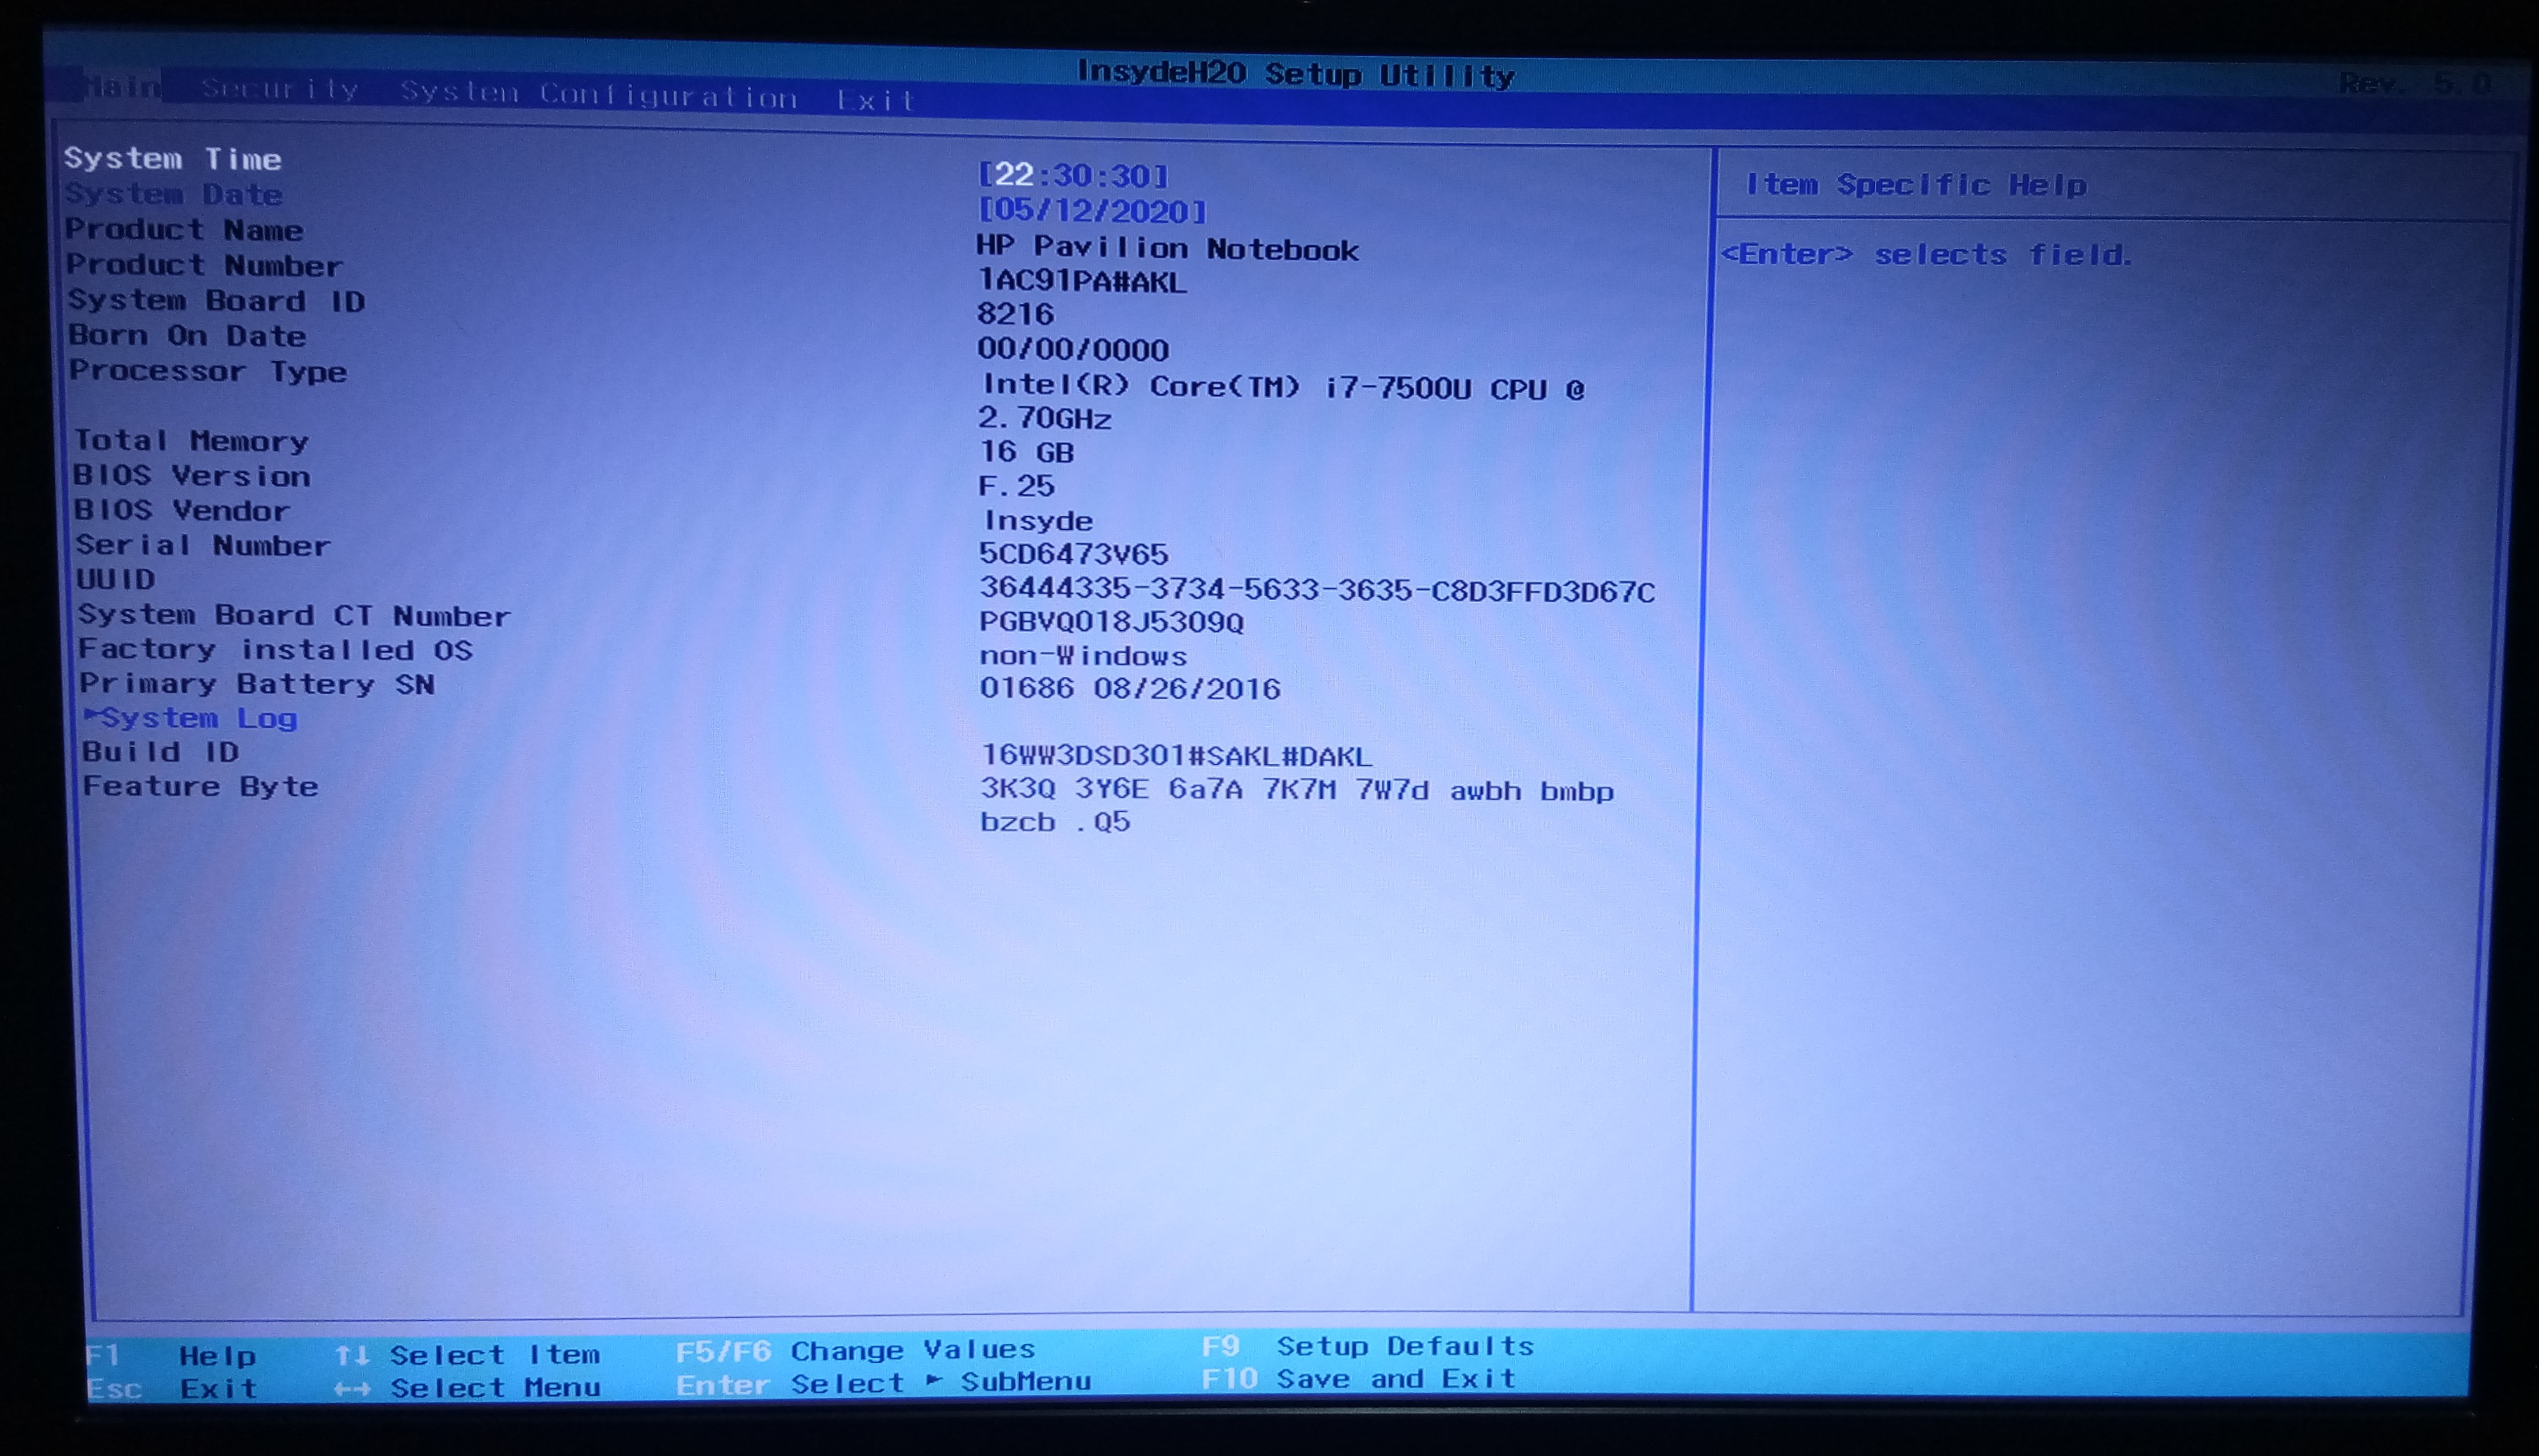 InsydeH20 Setup Utility Rev. 5.0
Main Security System Configuration Exit
System Time [22:30:30]
System Date [05/12/2020]
Product Name HP Pavilion Notebook
Product Number 1AC91PA#AKL
System Board ID 8216
Born On Date 00/00/0000
Processor Type Intel(R) Core(TM) i7-7500U CPU @
2.70GHz
Total Memory 16 GB
BIOS Version F.25
BIOS Vendor Insyde
Serial Number 5CD6473V65
UUID 36444335-3734-5633-3635-C8D3FFD3D67C
System Board CT Number PGBVQ018J5309Q
Factory installed OS non-Windows
Primary Battery SN 01686 08/26/2016
►System Log
Build ID 16WW3DSD301#SAKL#DAKL
Feature Byte 3K3Q 3Y6E 6a7A 7K7M 7W7d awbh bmbp
bzcb .Q5
Item Specific Help
<Enter> selects field.
F1 Help ↑↓ Select Item F5/F6 Change Values F9 Setup Defaults
Esc Exit ←→ Select Menu Enter Select ► SubMenu F10 Save and Exit